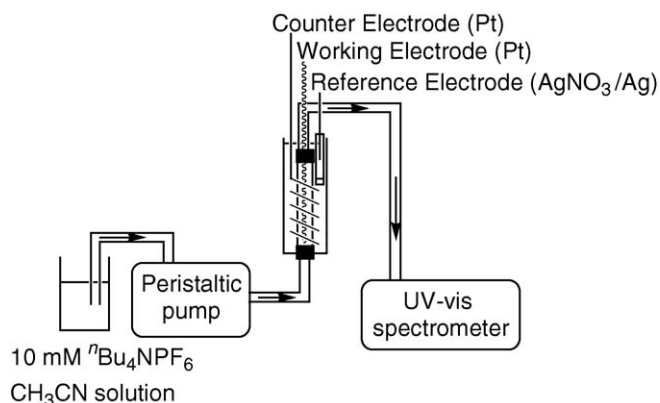 Counter Electrode (Pt)
Working Electrode (Pt)
Reference Electrode (AgNO₃/Ag)
Peristaltic
pump
UV-vis
spectrometer
10 mM ⁿBu₄NPF₆
CH₃CN solution